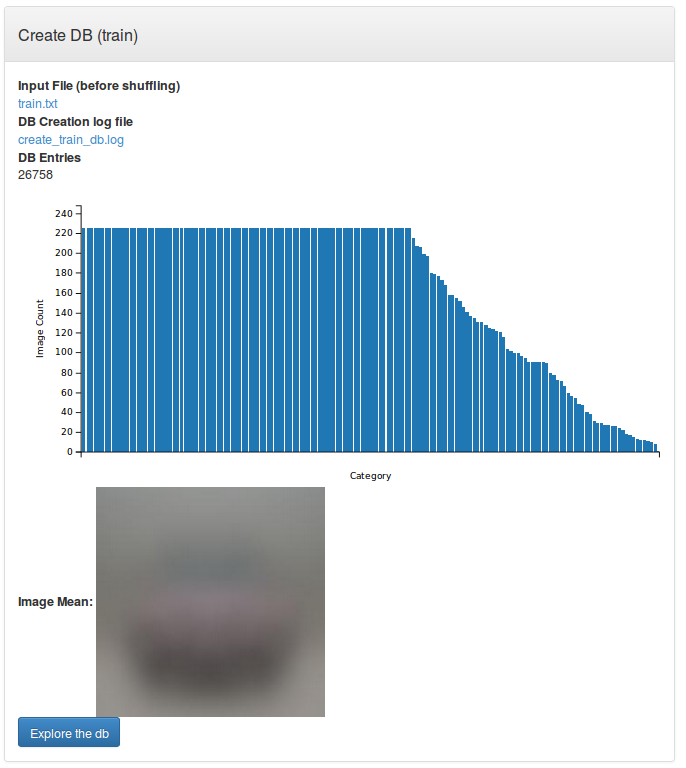 Create DB (train)
Input File (before shuffling)
train.txt
DB Creation log file
create_train_db.log
DB Entries
26758
240
220
200
180
160
140
120
100
80
60
40
20
0
Image Count
Category
Image Mean:
Explore the db